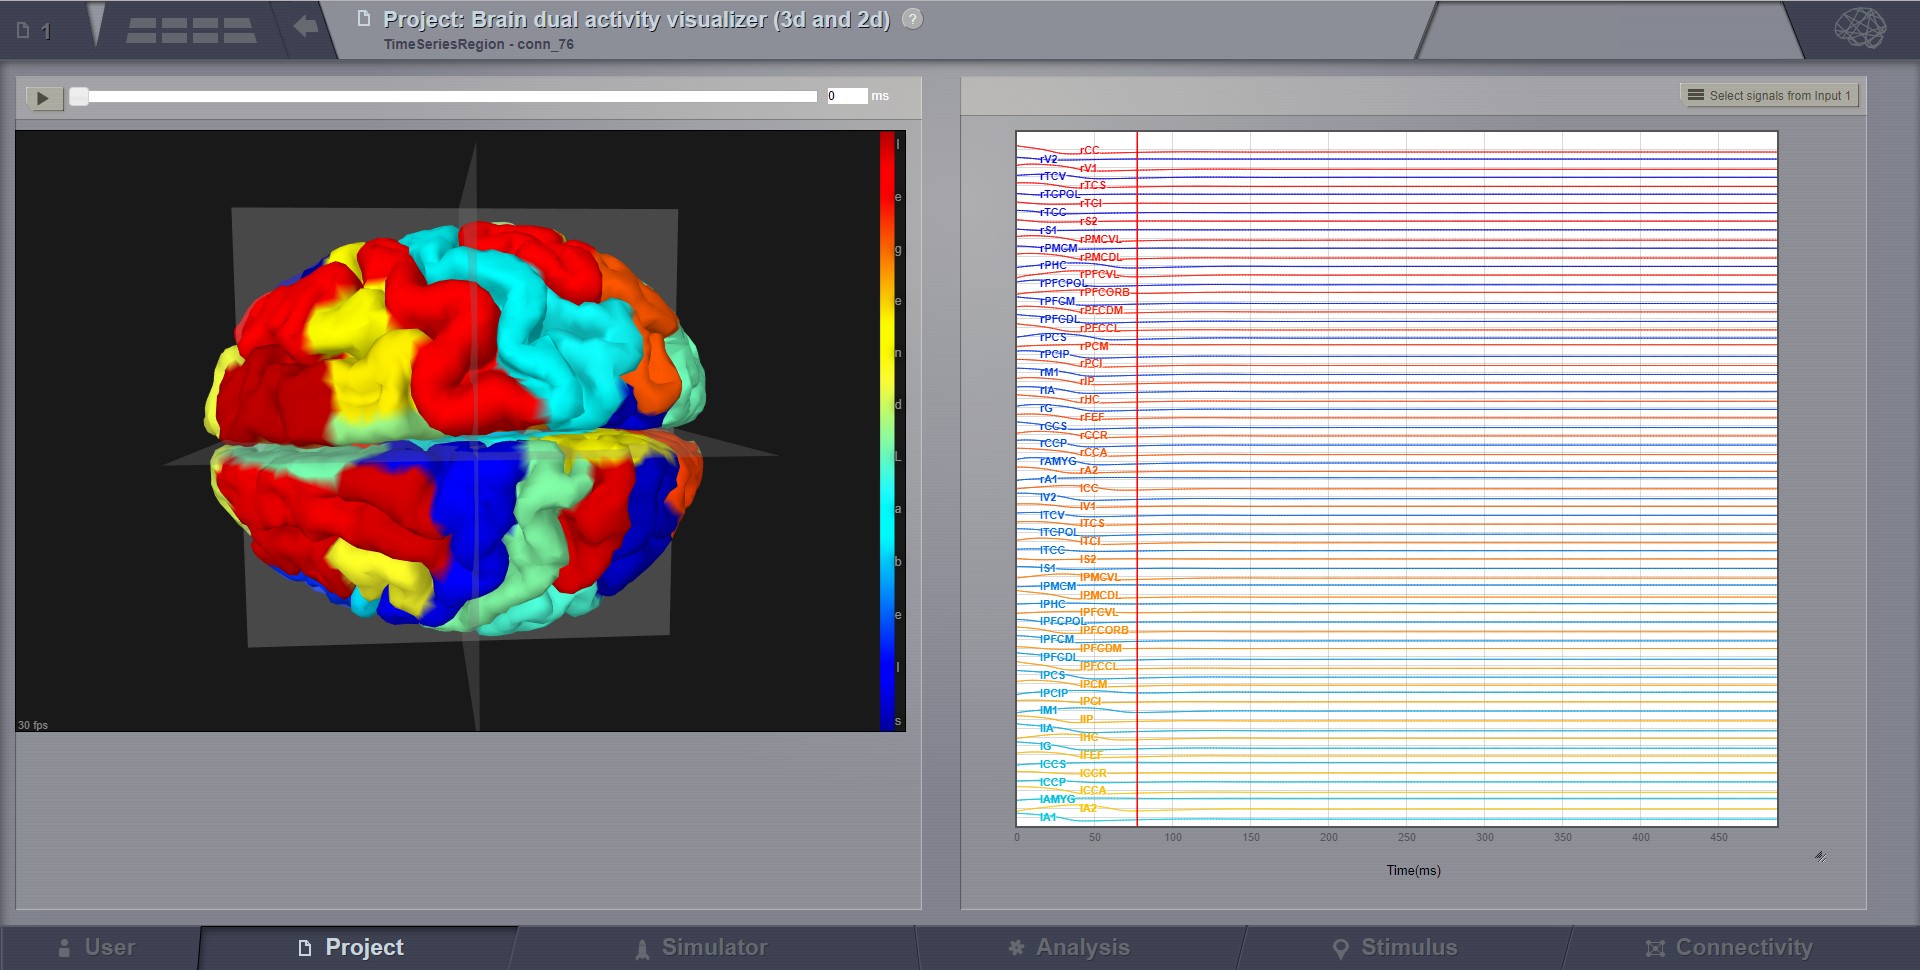 1
Project: Brain dual activity visualizer (3d and 2d) ?
TimeSeriesRegion - conn_76
0 ms
Select signals from Input 1
l
e
g
e
n
d
L
a
b
e
l
s
30 fps
rCC
rV2
rV1
rTCV
rTCS
rTCPOL
rTCI
rTCC
rS2
rS1
rPMCVL
rPMCM
rPMCDL
rPHC
rPFCVL
rPFCPOL
rPFCORB
rPFCM
rPFCDM
rPFCDL
rPFCCL
rPCS
rPCM
rPCIP
rPCI
rM1
rIP
rIA
rHC
rG
rFEF
rCCS
rCCR
rCCP
rCCA
rAMYG
rA2
rA1
lCC
lV2
lV1
lTCV
lTCS
lTCPOL
lTCI
lTCC
lS2
lS1
lPMCVL
lPMCM
lPMCDL
lPHC
lPFCVL
lPFCPOL
lPFCORB
lPFCM
lPFCDM
lPFCDL
lPFCCL
lPCS
lPCM
lPCIP
lPCI
lM1
lIP
lIA
lHC
lG
lFEF
lCCS
lCCR
lCCP
lCCA
lAMYG
lA2
lA1
0 50 100 150 200 250 300 350 400 450
Time(ms)
User Project Simulator Analysis Stimulus Connectivity